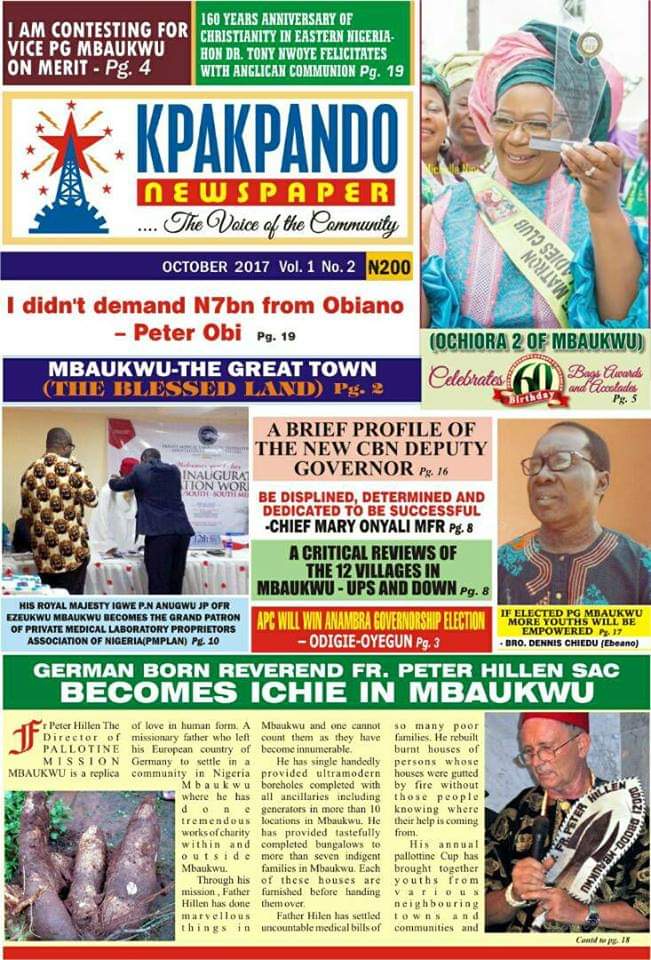 I AM CONTESTING FOR
VICE PG MBAUKWU
ON MERIT - Pg. 4
160 YEARS ANNIVERSARY OF
CHRISTIANITY IN EASTERN NIGERIA-
HON DR. TONY NWOYE FELICITATES
WITH ANGLICAN COMMUNION Pg. 19
KPAKPANDO
NEWSPAPER
.... The Voice of the Community
OCTOBER 2017 Vol. 1 No. 2 N200
I didn't demand N7bn from Obiano
– Peter Obi Pg. 19
MBAUKWU-THE GREAT TOWN
(THE BLESSED LAND) Pg. 2
MATRON
LADIES CLUB
(OCHIORA 2 OF MBAUKWU)
Celebrates 60 Birthday
Bags Awards
and Accolades
Pg. 5
INAUGURAT
TION WOR
SOUTH-SOUTH
HIS ROYAL MAJESTY IGWE P.N ANUGWU JP OFR
EZEUKWU MBAUKWU BECOMES THE GRAND PATRON
OF PRIVATE MEDICAL LABORATORY PROPRIETORS
ASSOCIATION OF NIGERIA(PMPLAN) Pg. 10
A BRIEF PROFILE OF
THE NEW CBN DEPUTY
GOVERNOR Pg. 16
BE DISPLINED, DETERMINED AND
DEDICATED TO BE SUCCESSFUL
-CHIEF MARY ONYALI MFR Pg. 8
A CRITICAL REVIEWS OF
THE 12 VILLAGES IN
MBAUKWU - UPS AND DOWN Pg. 8
APC WILL WIN ANAMBRA GOVERNORSHIP ELECTION
– ODIGIE-OYEGUN Pg. 3
IF ELECTED PG MBAUKWU
MORE YOUTHS WILL BE
EMPOWERED Pg. 17
- BRO. DENNIS CHIEDU (Ebeano)
GERMAN BORN REVEREND FR. PETER HILLEN SAC
BECOMES ICHIE IN MBAUKWU
Fr Peter Hillen The
Director of
PALLOTINE
MISSION
MBAUKWU is a replica
of love in human form. A
missionary father who left
his European country of
Germany to settle in a
community in Nigeria
Mbaukwu
where he has
done
tremendous
works of charity
within and
outside
Mbaukwu.
Through his
mission, Father
Hillen has done
marvellous
things in
Mbaukwu and one cannot
count them as they have
become innumerable.
He has single handedly
provided ultramodern
boreholes completed with
all ancillaries including
generators in more than 10
locations in Mbaukwu. He
has provided tastefully
completed bungalows to
more than seven indigent
families in Mbaukwu. Each
of these houses are
furnished before handing
them over.
Father Hilen has settled
uncountable medical bills of
so many poor
families. He rebuilt
burnt houses of
persons whose
houses were gutted
by fire without
those people
knowing where
their help is coming
from.
His annual
pallottine Cup has
brought together
youths from
various
neighbouring
towns and
communities and
FR. PETER HILLEN
Contd to pg. 18